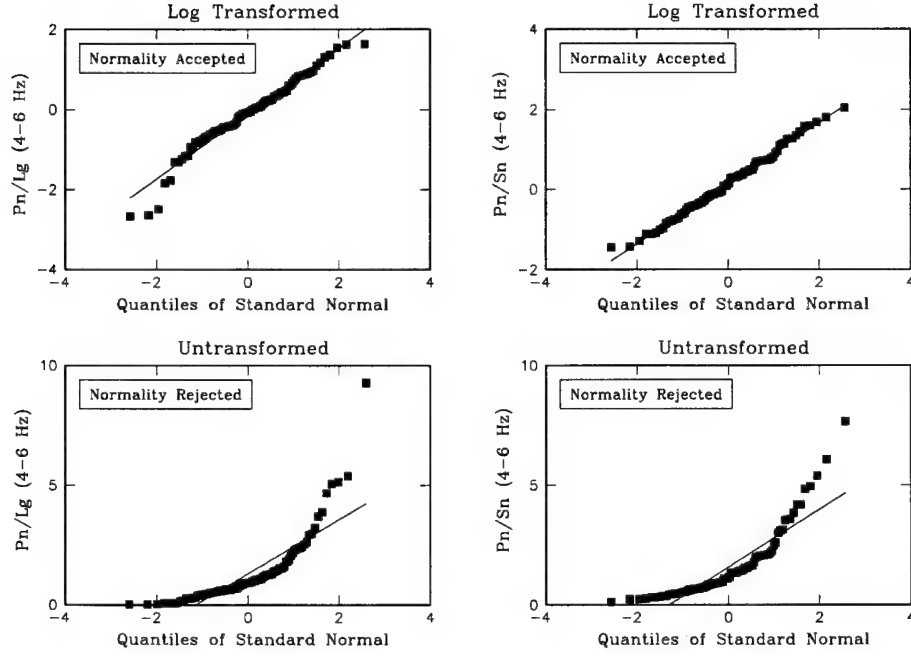 Log Transformed
Normality Accepted
Pn/Lg (4-6 Hz)
2
0
-2
-4
-4
-2
0
2
4
Quantiles of Standard Normal
Log Transformed
Normality Accepted
Pn/Sn (4-6 Hz)
4
2
0
-2
-4
-2
0
2
4
Quantiles of Standard Normal
Untransformed
Normality Rejected
Pn/Lg (4-6 Hz)
10
5
0
-4
-2
0
2
4
Quantiles of Standard Normal
Untransformed
Normality Rejected
Pn/Sn (4-6 Hz)
10
5
0
-4
-2
0
2
4
Quantiles of Standard Normal